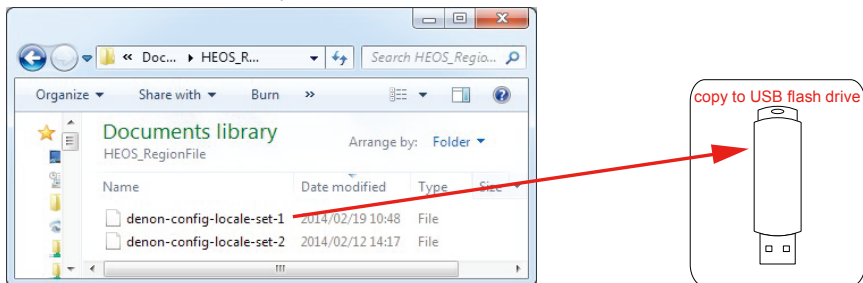 « Doc... ▸ HEOS_R...
Search HEOS_Regio...
Organize ▼ Share with ▼ Burn »
Documents library
HEOS_RegionFile
Arrange by: Folder ▼
Name Date modified Type Size
denon-config-locale-set-1 2014/02/19 10:48 File
denon-config-locale-set-2 2014/02/12 14:17 File
copy to USB flash drive